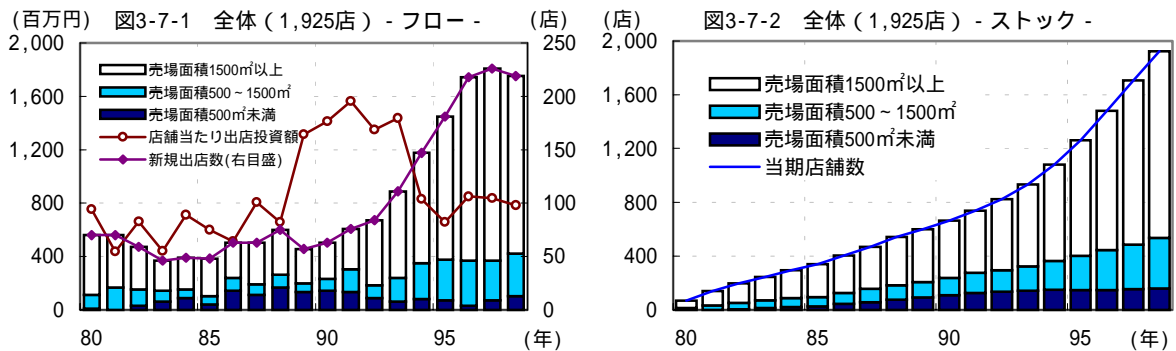 (百万円) 図3-7-1 全体(1,925店) - フロー - (店)
2,000
1,600
1,200
800
400
0
250
200
150
100
50
0
売場面積1500㎡以上
売場面積500~1500㎡
売場面積500㎡未満
店舗当たり出店投資額
新規出店数(右目盛)
80 85 90 95 (年)
(店) 図3-7-2 全体(1,925店) - ストック -
2,000
1,600
1,200
800
400
0
売場面積1500㎡以上
売場面積500~1500㎡
売場面積500㎡未満
当期店舗数
80 85 90 95 (年)